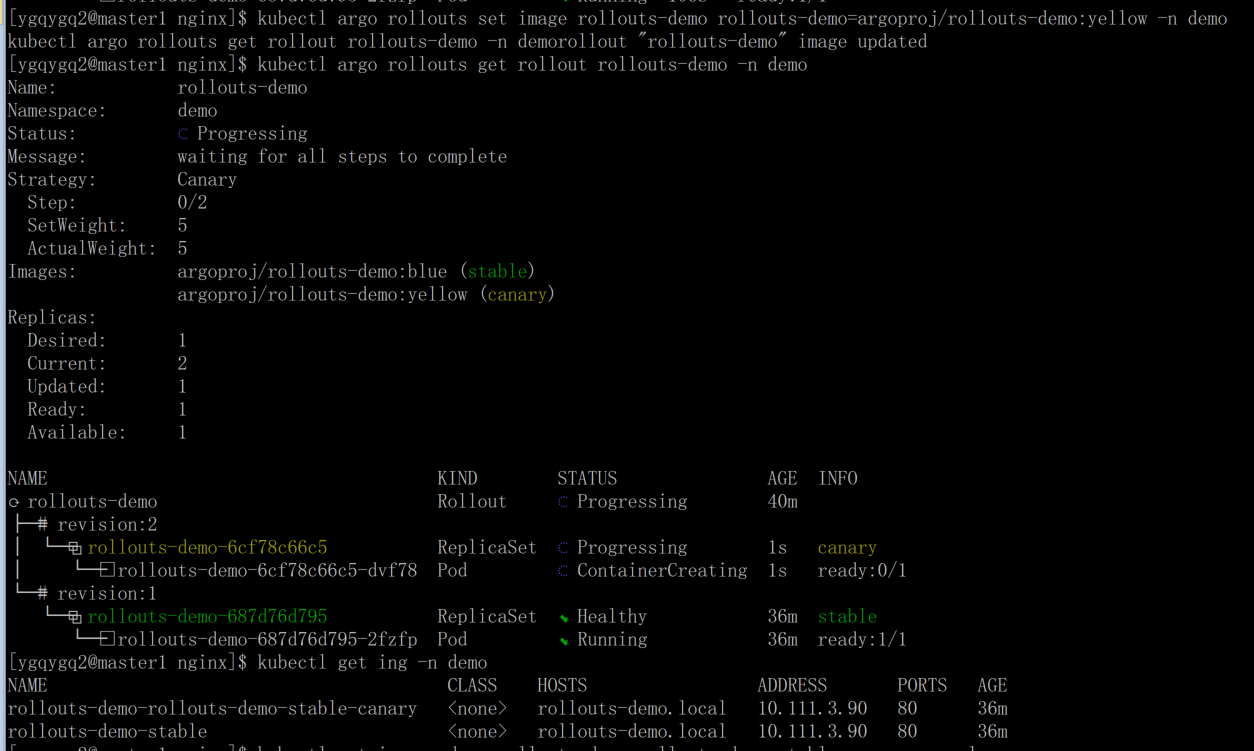 [ygqygq2@master1 nginx]$ kubectl argo rollouts set image rollouts-demo rollouts-demo=argoproj/rollouts-demo:yellow -n demo
kubectl argo rollouts get rollout rollouts-demo -n demorollout "rollouts-demo" image updated
[ygqygq2@master1 nginx]$ kubectl argo rollouts get rollout rollouts-demo -n demo
Name: rollouts-demo
Namespace: demo
Status: Progressing
Message: waiting for all steps to complete
Strategy: Canary
Step: 0/2
SetWeight: 5
ActualWeight: 5
Images: argoproj/rollouts-demo:blue (stable)
argoproj/rollouts-demo:yellow (canary)
Replicas:
Desired: 1
Current: 2
Updated: 1
Ready: 1
Available: 1
NAME KIND STATUS AGE INFO
rollouts-demo Rollout Progressing 40m
# revision:2
rollouts-demo-6cf78c66c5 ReplicaSet Progressing 1s canary
rollouts-demo-6cf78c66c5-dvf78 Pod ContainerCreating 1s ready:0/1
# revision:1
rollouts-demo-687d76d795 ReplicaSet Healthy 36m stable
rollouts-demo-687d76d795-2fzfp Pod Running 36m ready:1/1
[ygqygq2@master1 nginx]$ kubectl get ing -n demo
NAME CLASS HOSTS ADDRESS PORTS AGE
rollouts-demo-rollouts-demo-stable-canary <none> rollouts-demo.local 10.111.3.90 80 36m
rollouts-demo-stable <none> rollouts-demo.local 10.111.3.90 80 36m